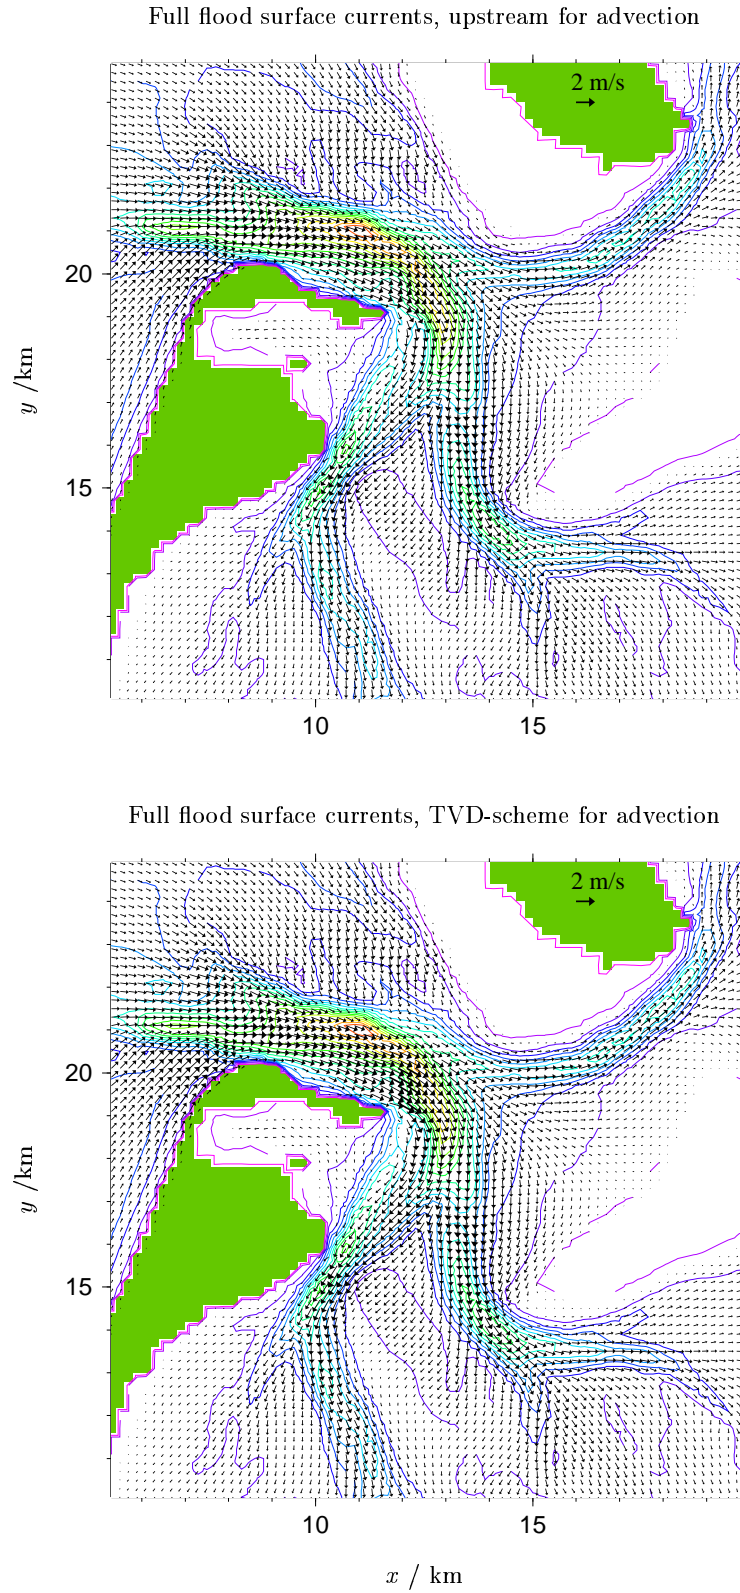 Full flood surface currents, upstream for advection
2 m/s
20
15
y /km
10
15
Full flood surface currents, TVD-scheme for advection
2 m/s
20
15
y /km
10
15
x / km